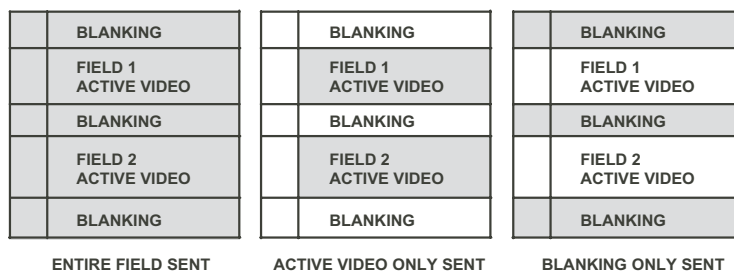 BLANKING
FIELD 1
ACTIVE VIDEO
BLANKING
FIELD 2
ACTIVE VIDEO
BLANKING
ENTIRE FIELD SENT
BLANKING
FIELD 1
ACTIVE VIDEO
BLANKING
FIELD 2
ACTIVE VIDEO
BLANKING
ACTIVE VIDEO ONLY SENT
BLANKING
FIELD 1
ACTIVE VIDEO
BLANKING
FIELD 2
ACTIVE VIDEO
BLANKING
BLANKING ONLY SENT